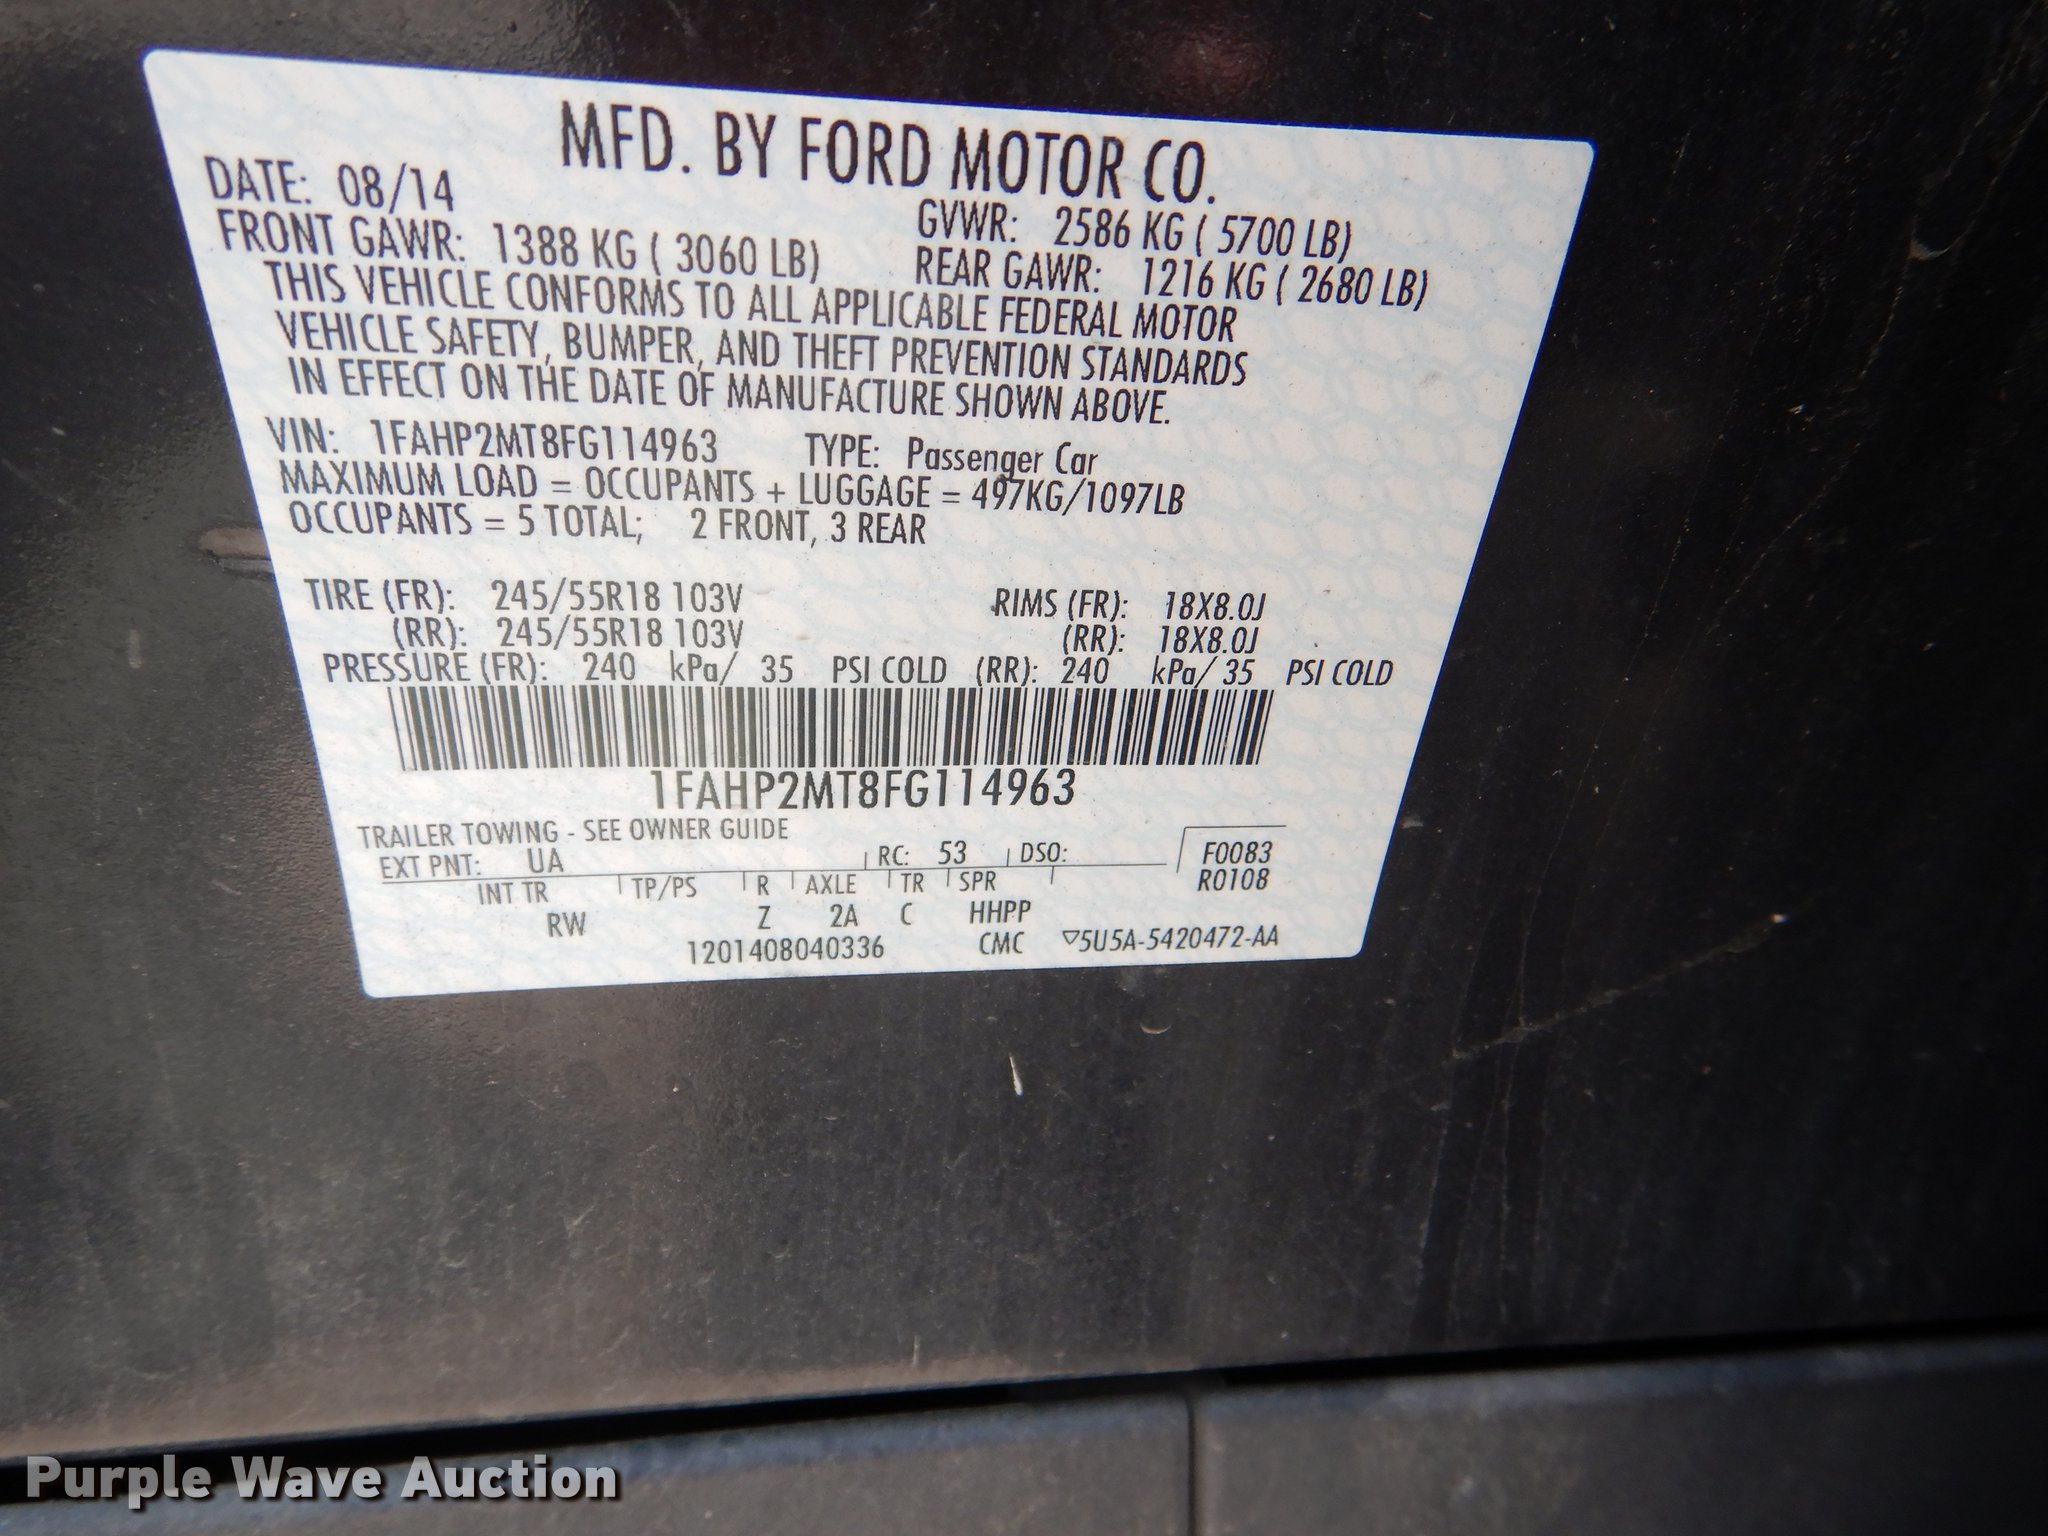 MFD. BY FORD MOTOR CO.
DATE: 08/14
GVWR: 2586 KG ( 5700 LB)
FRONT GAWR: 1388 KG ( 3060 LB)
REAR GAWR: 1216 KG ( 2680 LB)
THIS VEHICLE CONFORMS TO ALL APPLICABLE FEDERAL MOTOR
VEHICLE SAFETY, BUMPER, AND THEFT PREVENTION STANDARDS
IN EFFECT ON THE DATE OF MANUFACTURE SHOWN ABOVE.
VIN: 1FAHP2MT8FG114963 TYPE: Passenger Car
MAXIMUM LOAD = OCCUPANTS + LUGGAGE = 497KG/1097LB
OCCUPANTS = 5 TOTAL; 2 FRONT, 3 REAR
TIRE (FR): 245/55R18 103V RIMS (FR): 18X8.0J
(RR): 245/55R18 103V (RR): 18X8.0J
PRESSURE (FR): 240 kPa/ 35 PSI COLD (RR): 240 kPa/ 35 PSI COLD
1FAHP2MT8FG114963
TRAILER TOWING - SEE OWNER GUIDE
EXT PNT: UA RC: 53 DSO: F0083
INT TR TP/PS R AXLE TR SPR R0108
RW Z 2A C HHPP
1201408040336 CMC ▽5U5A-5420472-AA
Purple Wave Auction